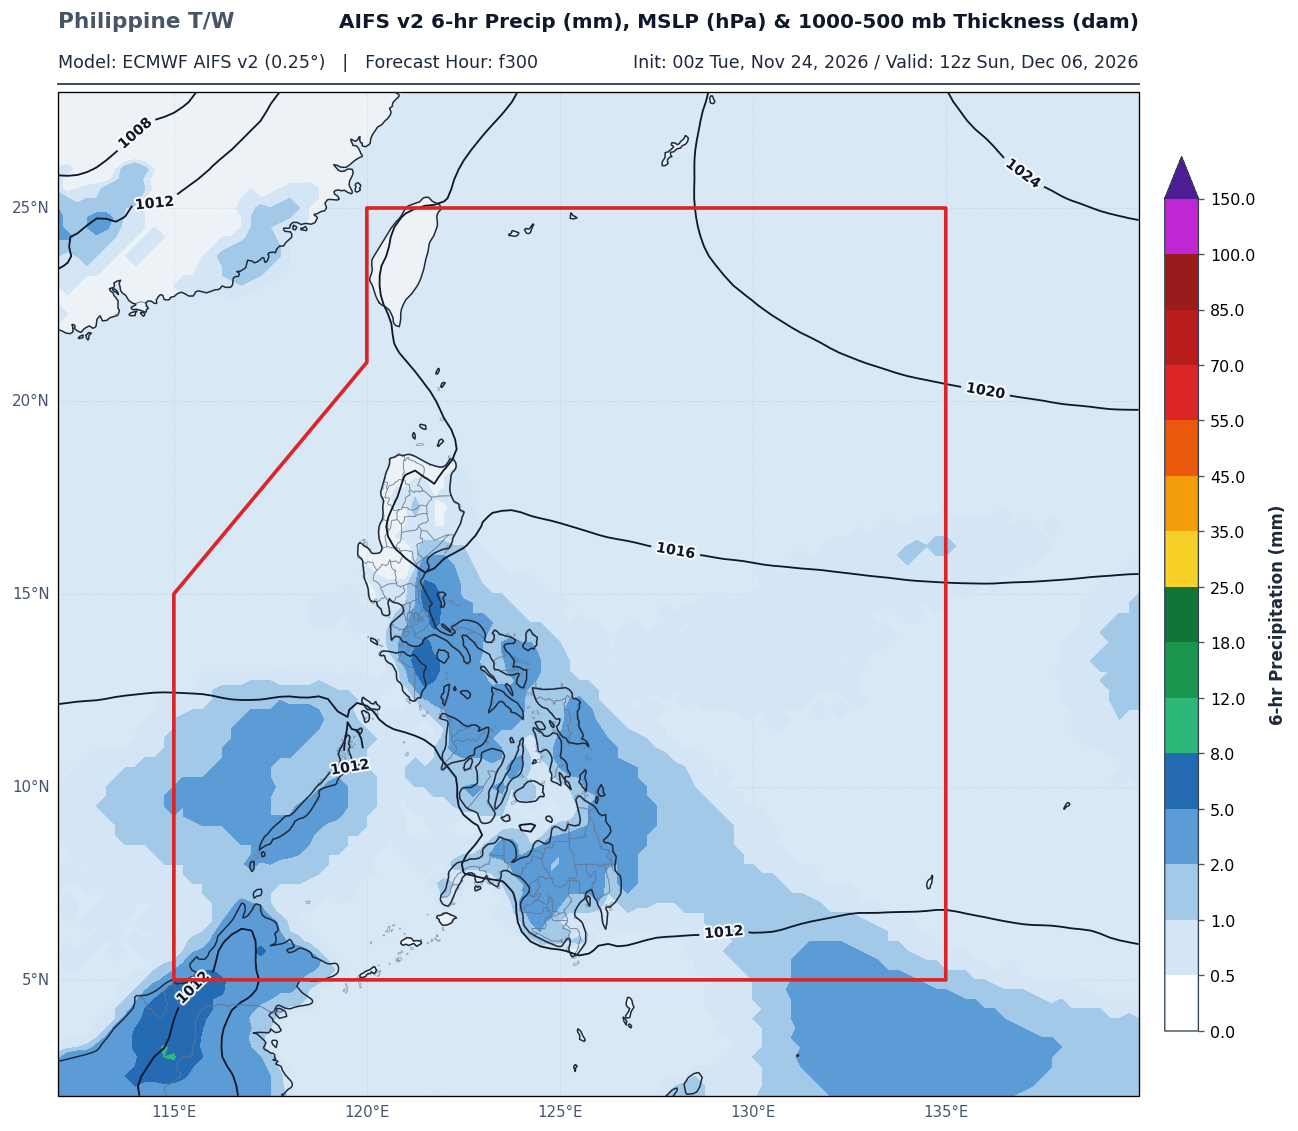 Philippine T/W
AIFS v2 6-hr Precip (mm), MSLP (hPa) & 1000-500 mb Thickness (dam)
Model: ECMWF AIFS v2 (0.25°)   |   Forecast Hour: f300
Init: 00z Tue, Nov 24, 2026 / Valid: 12z Sun, Dec 06, 2026
1008
1012
1024
1020
1016
1012
1012
1012
25°N
20°N
15°N
10°N
5°N
115°E
120°E
125°E
130°E
135°E
150.0
100.0
85.0
70.0
55.0
45.0
35.0
25.0
18.0
12.0
8.0
5.0
2.0
1.0
0.5
0.0
6-hr Precipitation (mm)